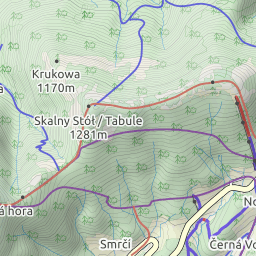 Krukowa
1170m
Skalny Stół / Tabule
1281m
á hora
Smrčí
No
Černá Vo